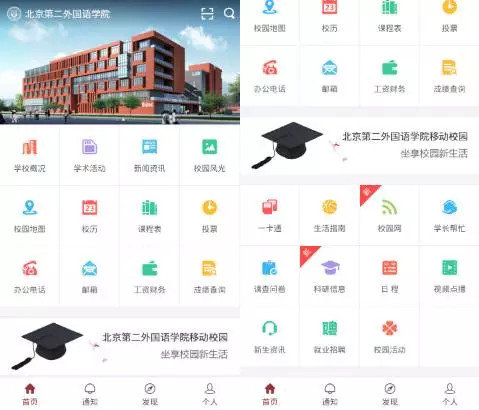 北京第二外国语学院
学校概况 学术活动 新闻资讯 校园风光
校园地图 校历 课程表 投票
办公电话 邮箱 工资财务 成绩查询
北京第二外国语学院移动校园
坐享校园新生活
首页 通知 发现 个人
校园地图 校历 课程表 投票
办公电话 邮箱 工资财务 成绩查询
北京第二外国语学院移动校园
坐享校园新生活
一卡通 生活指南 校园网 学长帮忙
调查问卷 科研信息 日 程 视频点播
新生资讯 就业招聘 校园活动
首页 通知 发现 个人